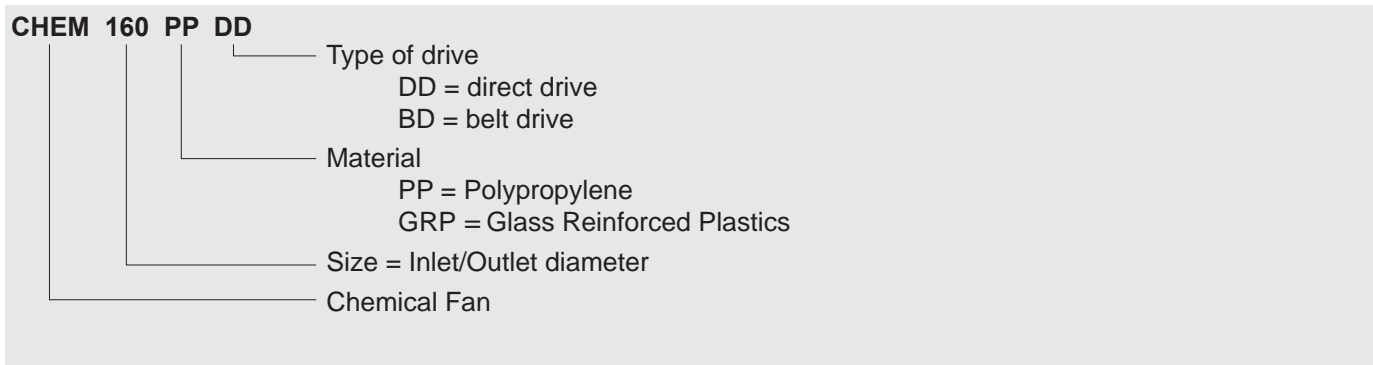 CHEM 160 PP DD
Type of drive
DD = direct drive
BD = belt drive
Material
PP = Polypropylene
GRP = Glass Reinforced Plastics
Size = Inlet/Outlet diameter
Chemical Fan